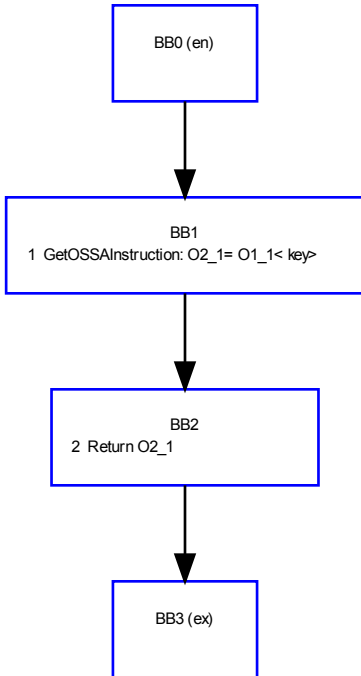 BB0 (en)
BB1
1 GetOSSAInstruction: O2_1= O1_1< key>
BB2
2 Return O2_1
BB3 (ex)